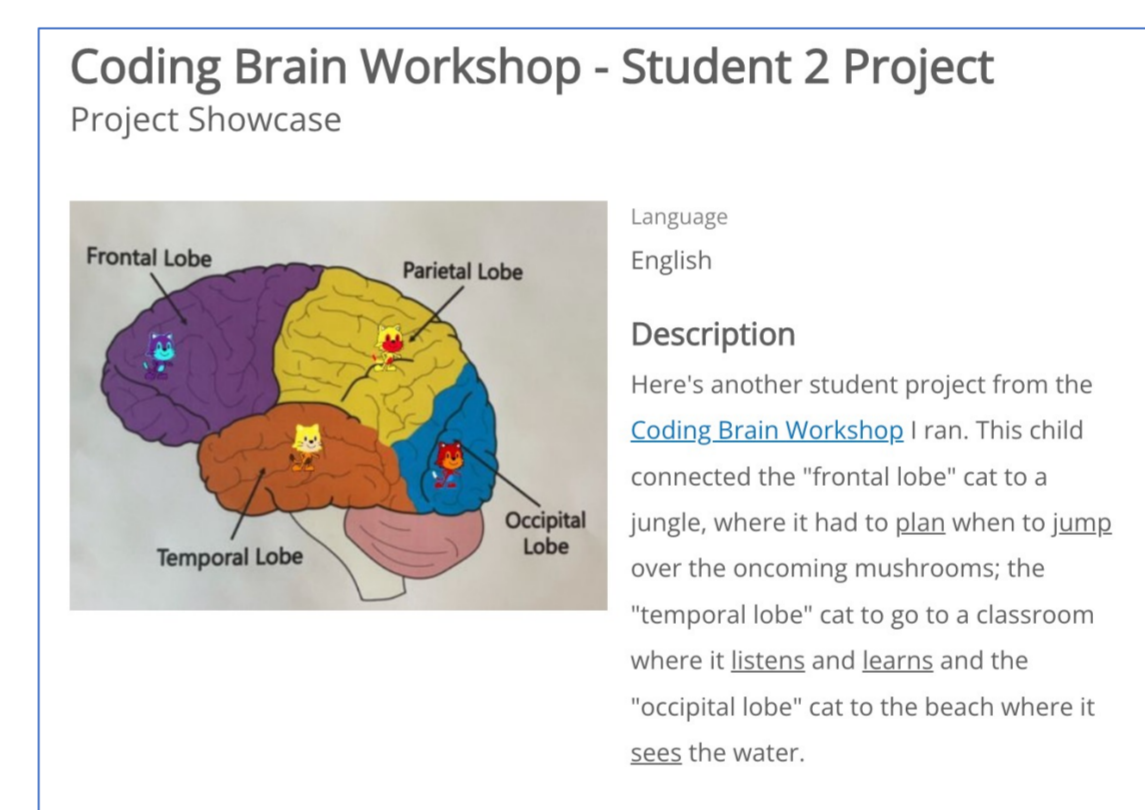 Coding Brain Workshop - Student 2 Project
Project Showcase
Frontal Lobe
Parietal Lobe
Occipital
Lobe
Temporal Lobe
Language
English
Description
Here's another student project from the
Coding Brain Workshop I ran. This child
connected the "frontal lobe" cat to a
jungle, where it had to plan when to jump
over the oncoming mushrooms; the
"temporal lobe" cat to go to a classroom
where it listens and learns and the
"occipital lobe" cat to the beach where it
sees the water.